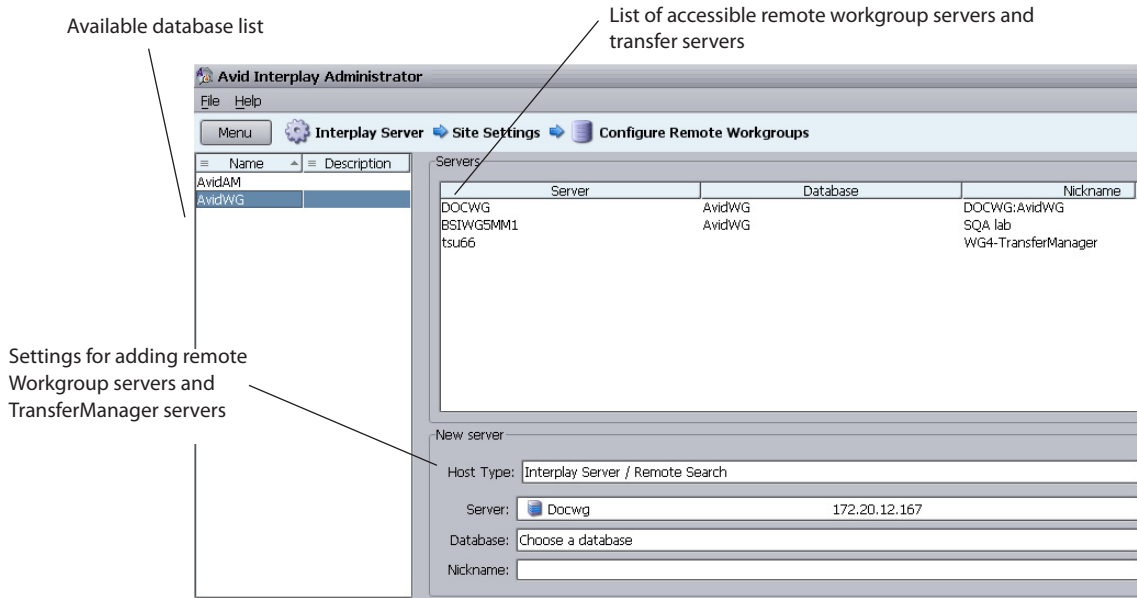 Available database list
List of accessible remote workgroup servers and
transfer servers
Avid Interplay Administrator
File Help
Menu Interplay Server Site Settings Configure Remote Workgroups
Name Description
AvidAM
AvidWG
Servers
Server Database Nickname
DOCWG AvidWG DOCWG:AvidWG
BSIWG5MM1 AvidWG SQA lab
tsu66 WG4-TransferManager
Settings for adding remote
Workgroup servers and
TransferManager servers
New server
Host Type: Interplay Server / Remote Search
Server: Docwg 172.20.12.167
Database: Choose a database
Nickname: